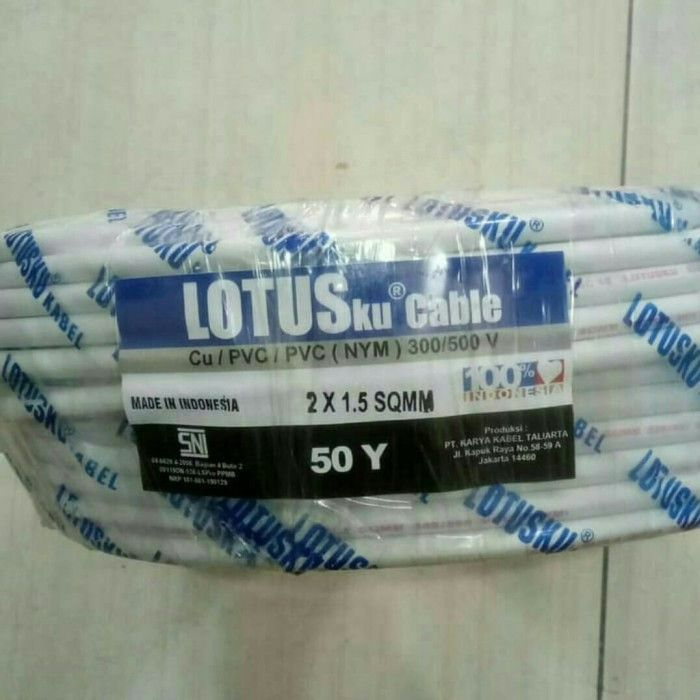 LOTUSKU® KABEL
LOTUSKU®
LOTUSku® Cable
Cu / PVC / PVC ( NYM ) 300/500 V
MADE IN INDONESIA
2 X 1.5 SQMM
100%
INDONESIA
SNI
50 Y
Produksi :
PT. KARYA KABEL TALIARTA
Jl. Kapuk Raya No.58-59 A
Jakarta 14460
LOTUSKU
KABEL
LOTUSKU®